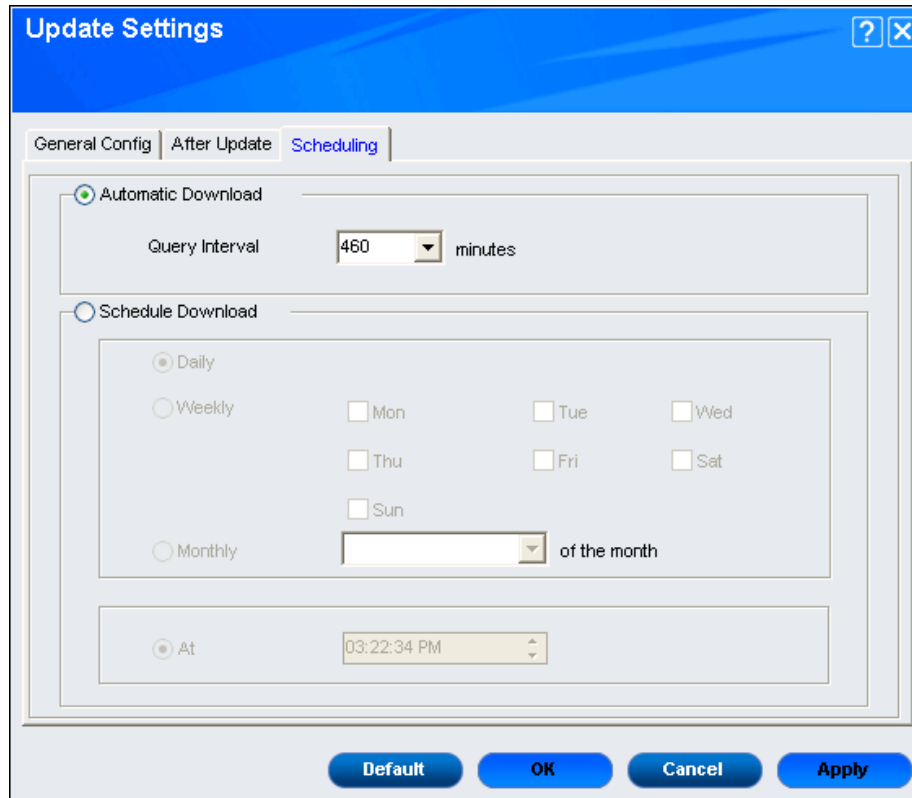 Update Settings
?
General Config After Update Scheduling
Automatic Download
Query Interval 460 minutes
Schedule Download
Daily
Weekly Mon Tue Wed
Thu Fri Sat
Sun
Monthly of the month
At 03:22:34 PM
Default OK Cancel Apply